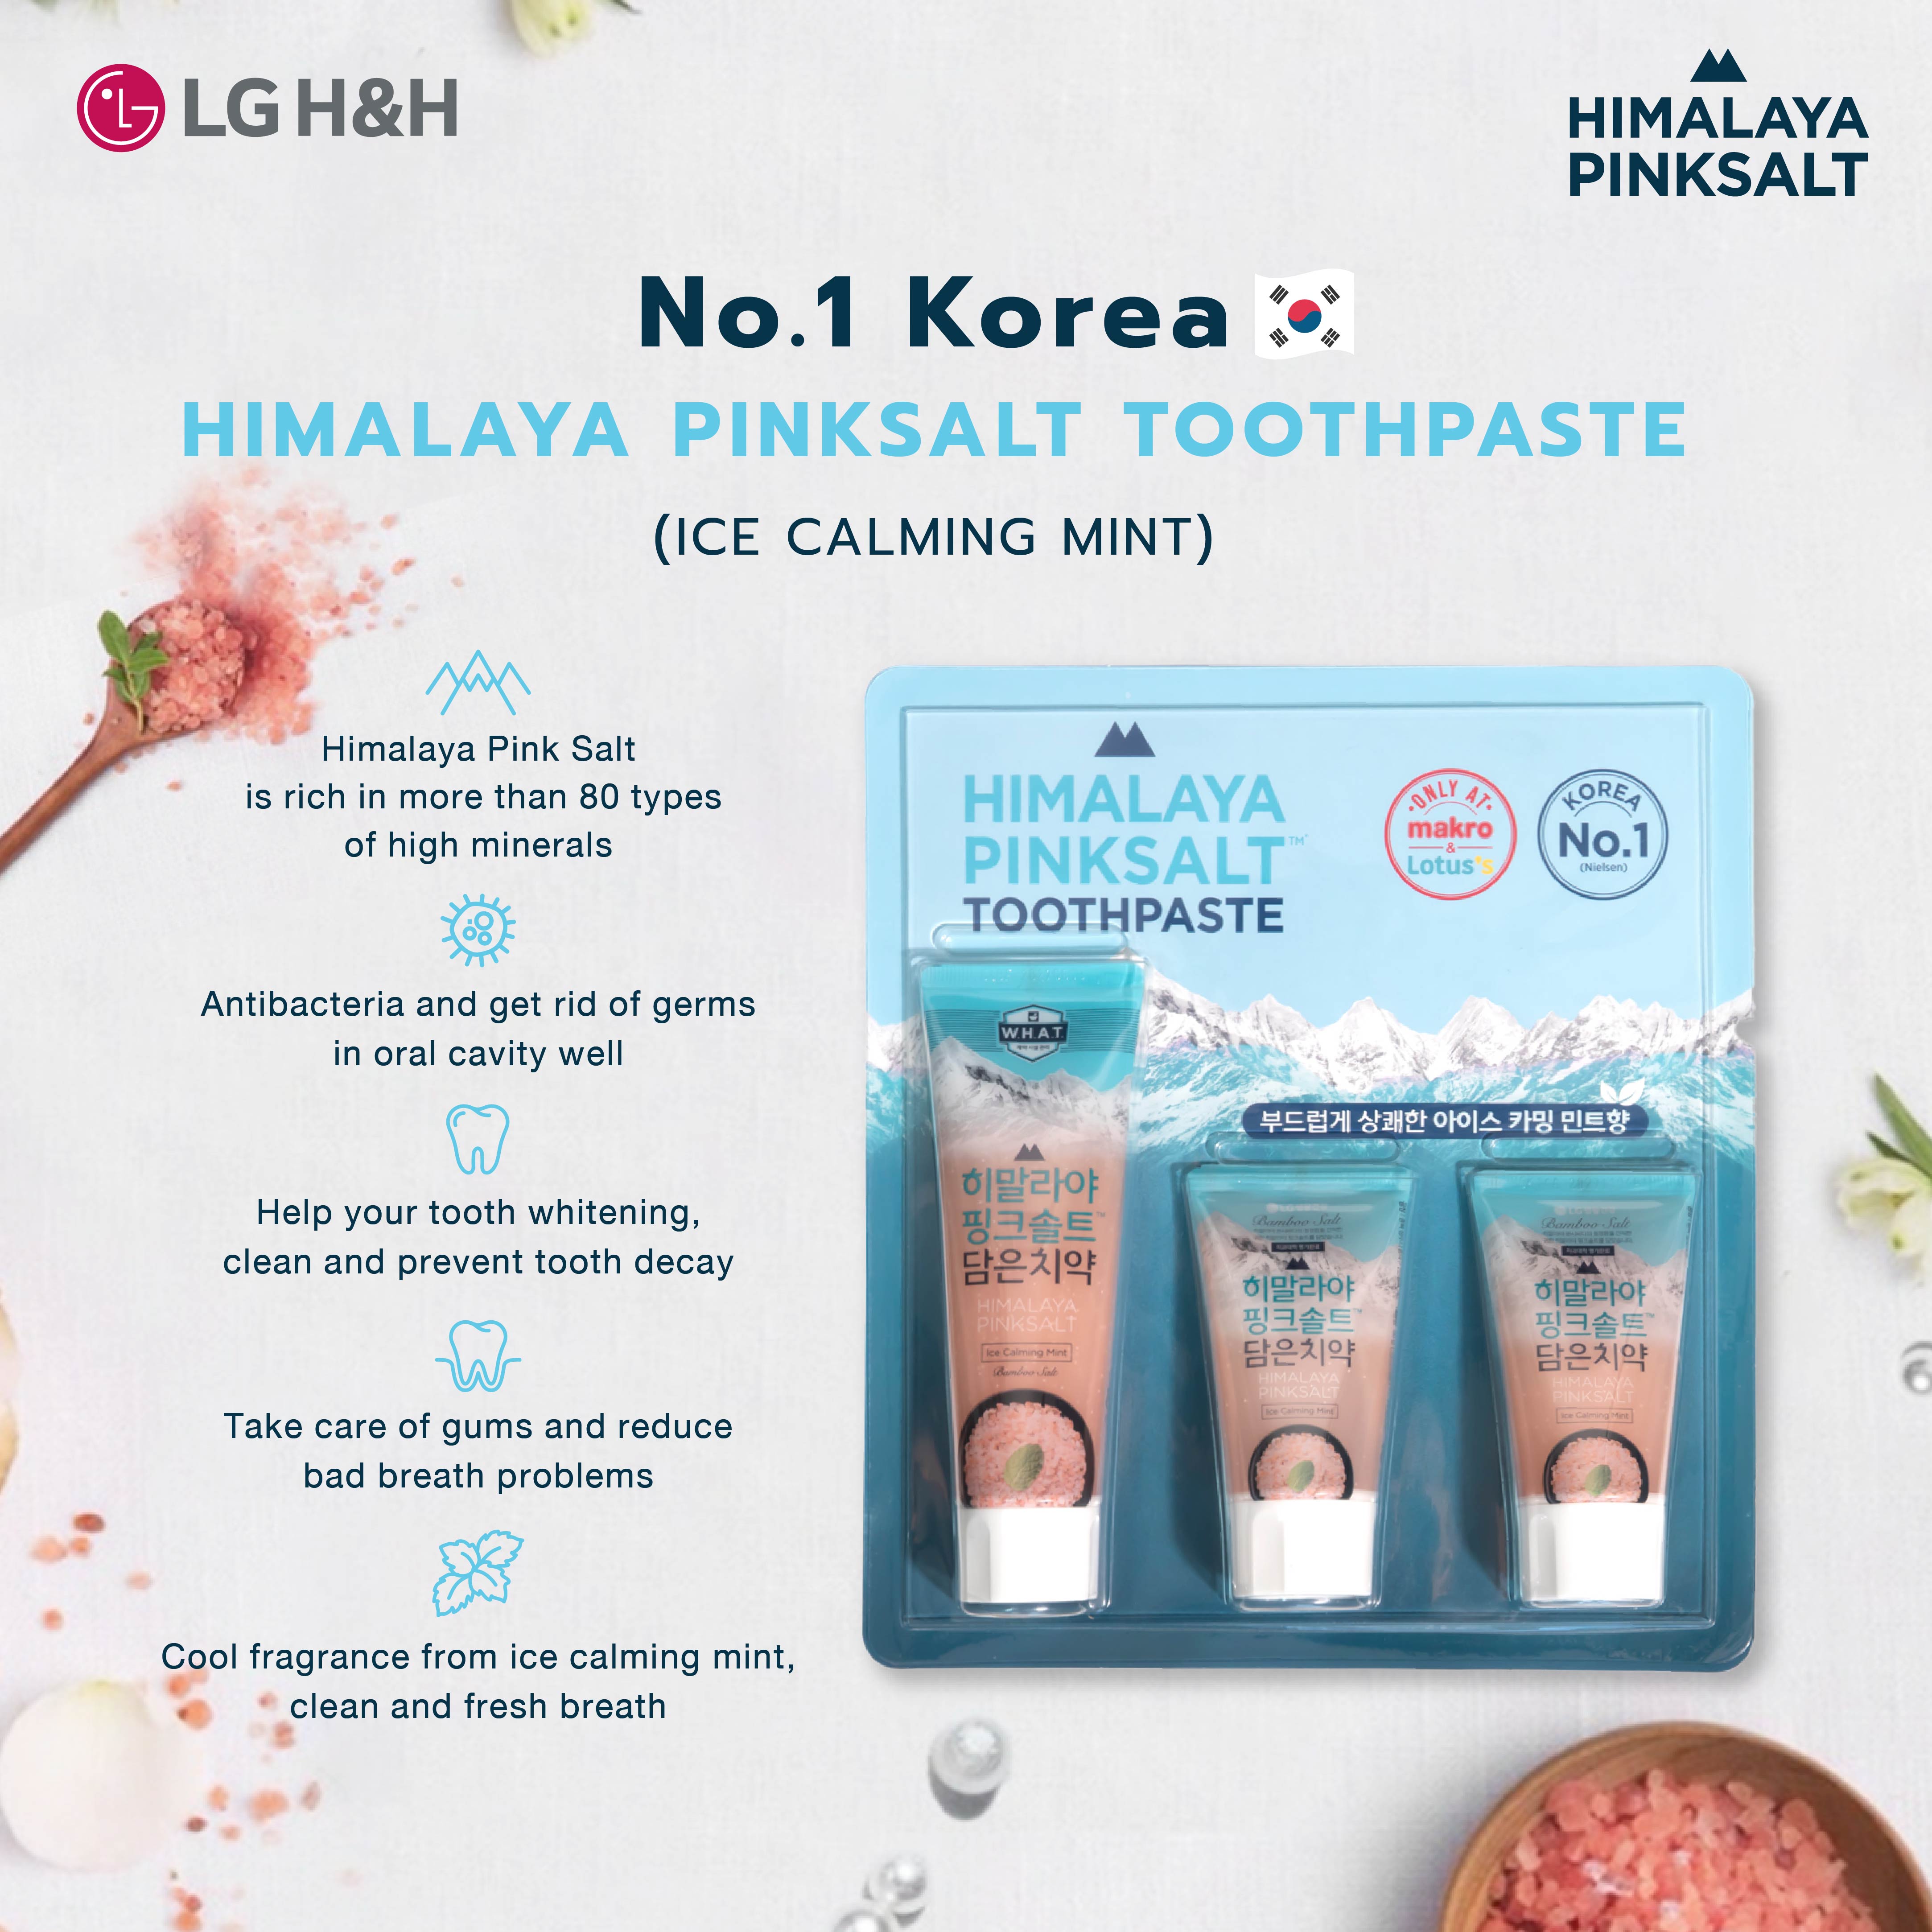 LG H&H
HIMALAYA
PINKSALT
No.1 Korea
HIMALAYA PINKSALT TOOTHPASTE
(ICE CALMING MINT)
Himalaya Pink Salt
is rich in more than 80 types
of high minerals
Antibacteria and get rid of germs
in oral cavity well
Help your tooth whitening,
clean and prevent tooth decay
Take care of gums and reduce
bad breath problems
Cool fragrance from ice calming mint,
clean and fresh breath
HIMALAYA
PINKSALT™
TOOTHPASTE
ONLY AT
makro
&
Lotus's
KOREA
No.1
(Nielsen)
부드럽게 상쾌한 아이스 카밍 민트향
W.H.A.T.
히말라야
핑크솔트™
담은치약
HIMALAYA
PINKSALT
Ice Calming Mint
Bamboo Salt
Bamboo Salt
히말라야
핑크솔트™
담은치약
HIMALAYA
PINKSALT
Ice Calming Mint
Bamboo Salt
히말라야
핑크솔트™
담은치약
HIMALAYA
PINKSALT
Ice Calming Mint